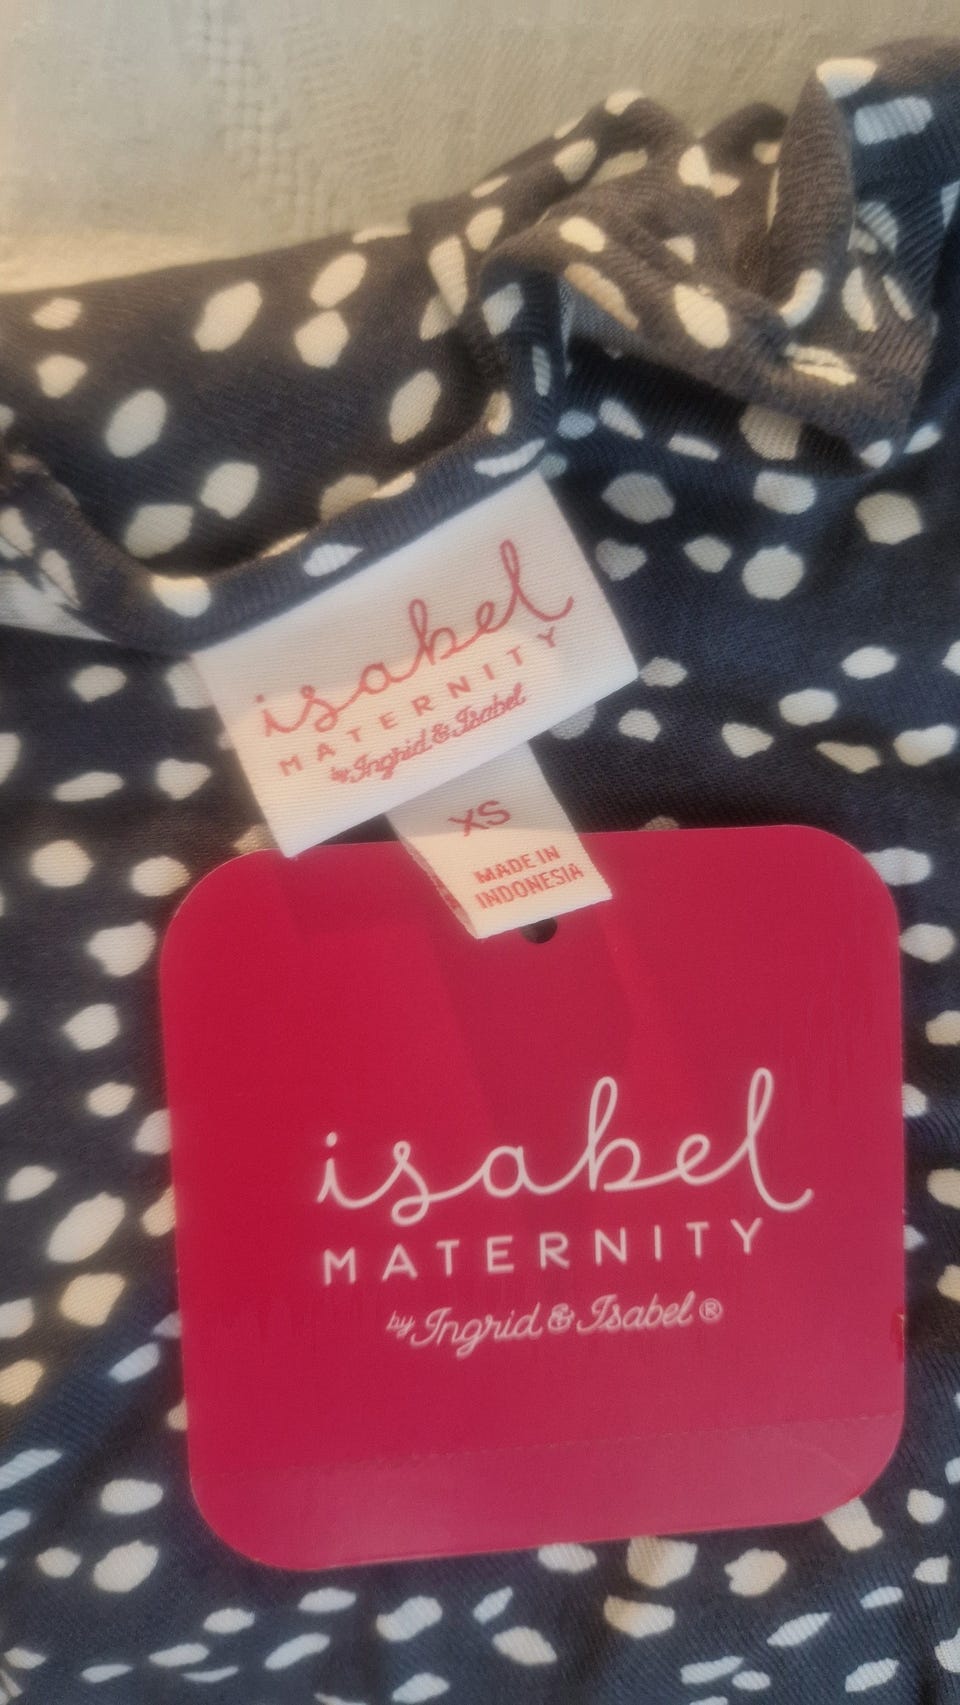 isabel
MATERNITY
by Ingrid & Isabel
XS
MADE IN
INDONESIA
isabel
MATERNITY
by Ingrid & Isabel®